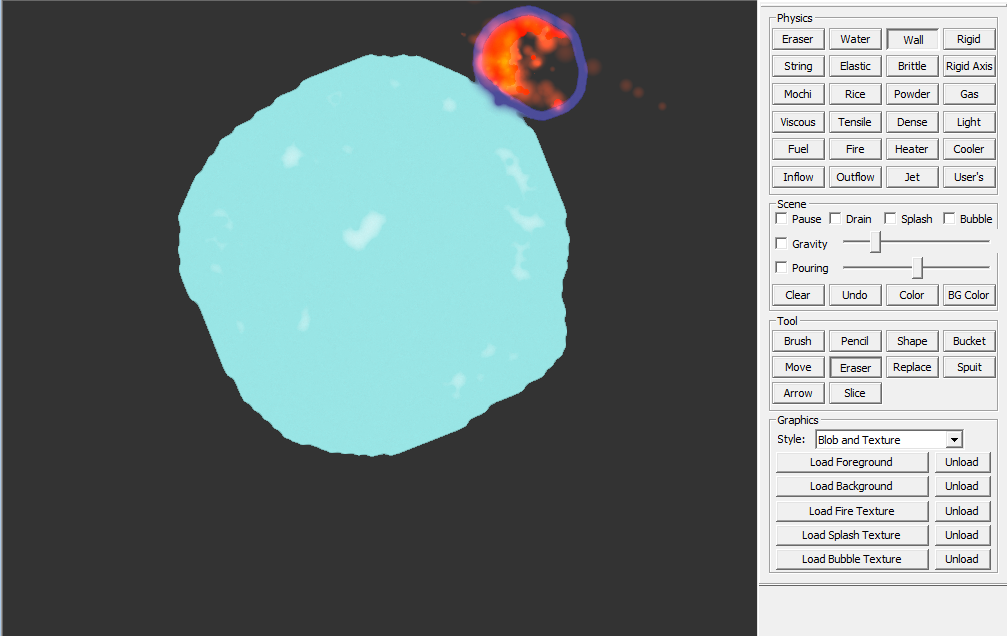 Physics
Eraser Water Wall Rigid
String Elastic Brittle Rigid Axis
Mochi Rice Powder Gas
Viscous Tensile Dense Light
Fuel Fire Heater Cooler
Inflow Outflow Jet User's
Scene
Pause Drain Splash Bubble
Gravity
Pouring
Clear Undo Color BG Color
Tool
Brush Pencil Shape Bucket
Move Eraser Replace Spuit
Arrow Slice
Graphics
Style: Blob and Texture
Load Foreground Unload
Load Background Unload
Load Fire Texture Unload
Load Splash Texture Unload
Load Bubble Texture Unload